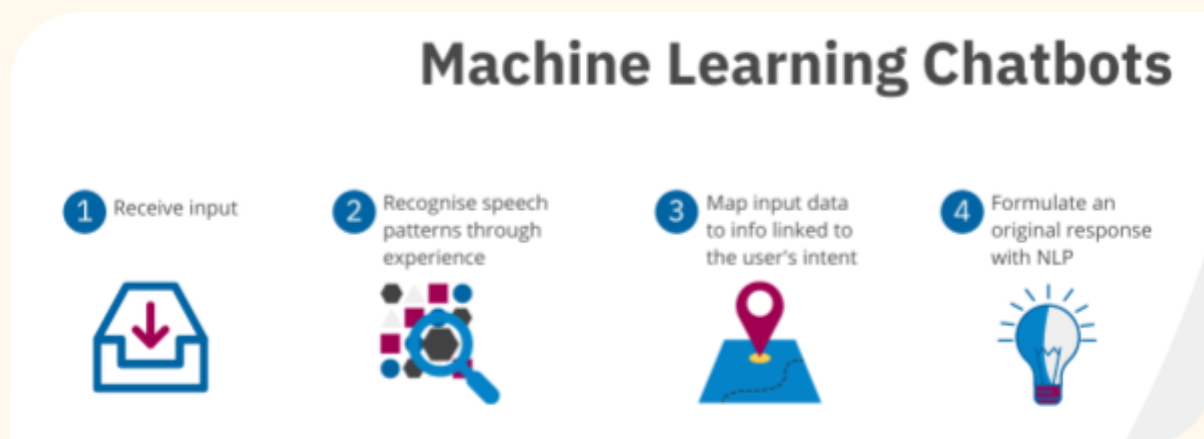 Machine Learning Chatbots
1 Receive input
2 Recognise speech
patterns through
experience
3 Map input data
to info linked to
the user's intent
4 Formulate an
original response
with NLP